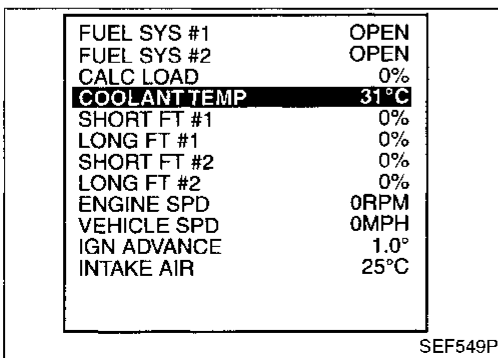 FUEL SYS #1 OPEN
FUEL SYS #2 OPEN
CALC LOAD 0%
COOLANT TEMP 31°C
SHORT FT #1 0%
LONG FT #1 0%
SHORT FT #2 0%
LONG FT #2 0%
ENGINE SPD 0RPM
VEHICLE SPD 0MPH
IGN ADVANCE 1.0°
INTAKE AIR 25°C
SEF549P